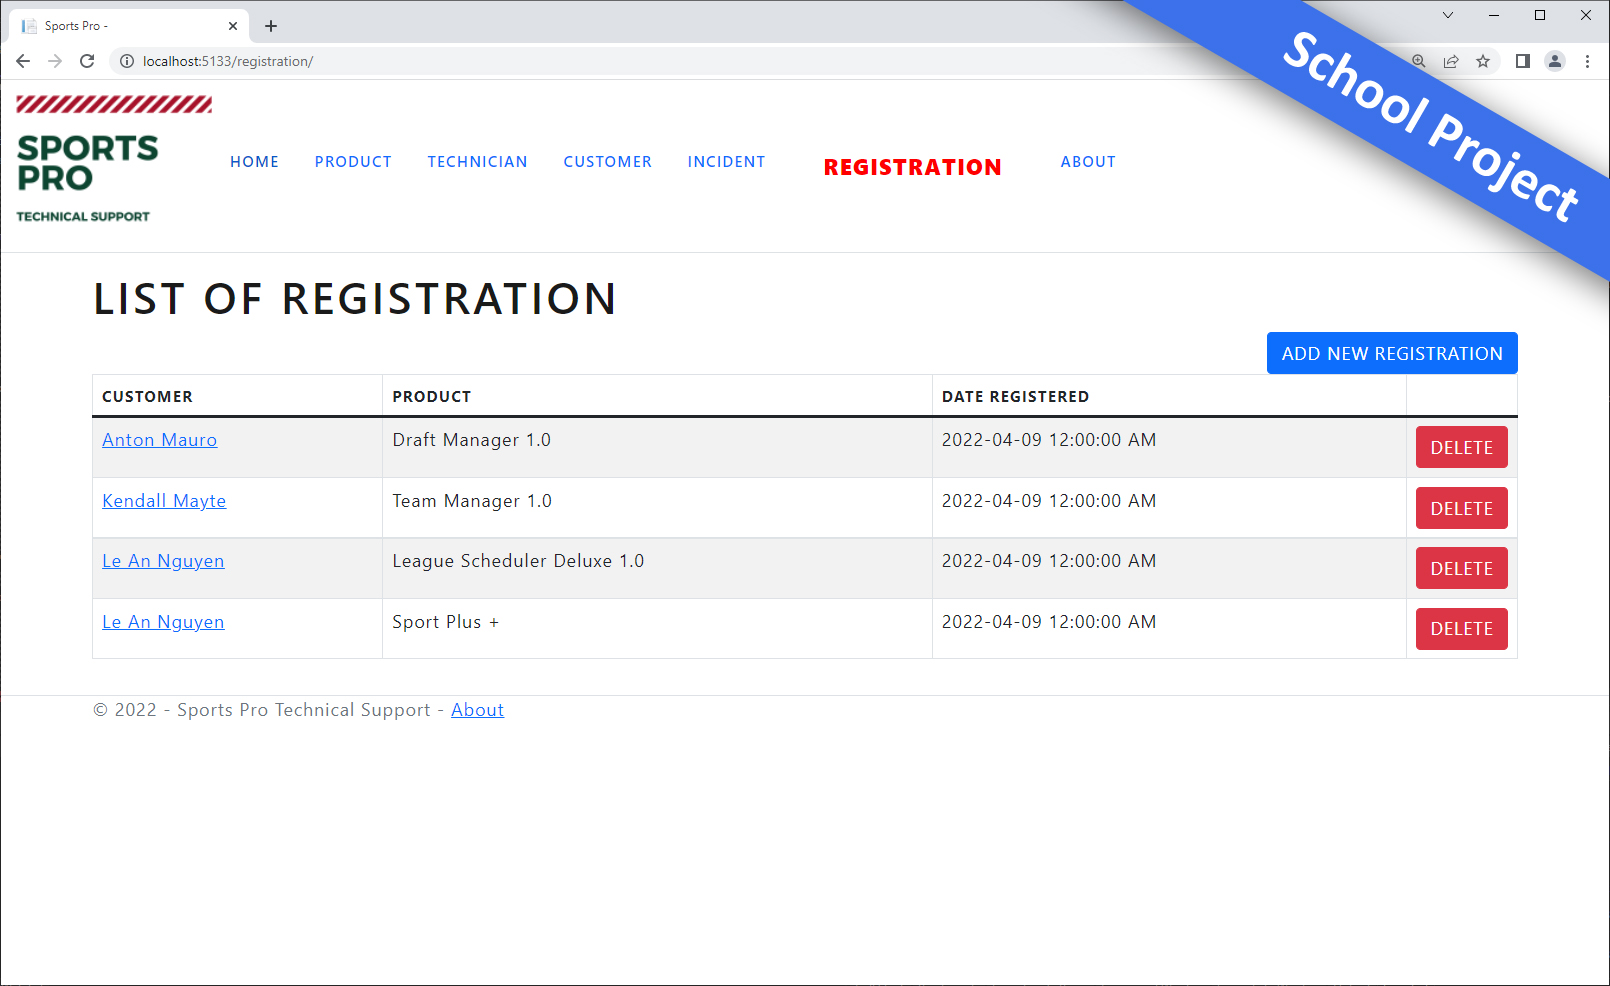 Sports Pro -
localhost:5133/registration/
School Project
SPORTS
PRO
TECHNICAL SUPPORT
HOME PRODUCT TECHNICIAN CUSTOMER INCIDENT REGISTRATION ABOUT
LIST OF REGISTRATION
ADD NEW REGISTRATION
CUSTOMER PRODUCT DATE REGISTERED
Anton Mauro Draft Manager 1.0 2022-04-09 12:00:00 AM DELETE
Kendall Mayte Team Manager 1.0 2022-04-09 12:00:00 AM DELETE
Le An Nguyen League Scheduler Deluxe 1.0 2022-04-09 12:00:00 AM DELETE
Le An Nguyen Sport Plus + 2022-04-09 12:00:00 AM DELETE
© 2022 - Sports Pro Technical Support - About